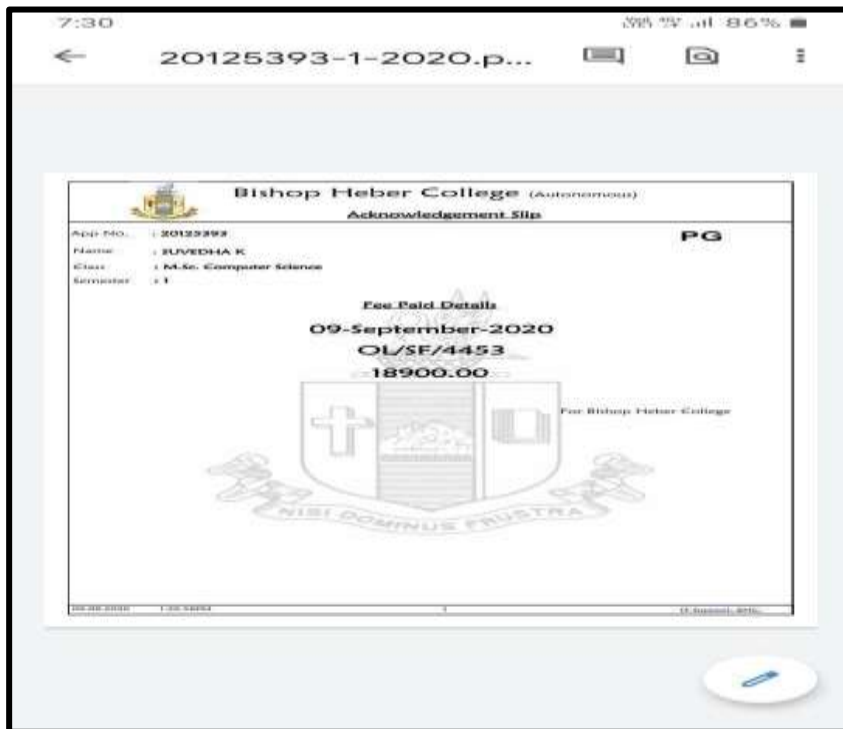 7:30 86%
20125393-1-2020.p...
Bishop Heber College (Autonomous)
Acknowledgement Slip
App No. : 20125393 PG
Name : SUVEDHA K
Class : M.Sc. Computer Science
Semester : 1
Fee Paid Details
09-September-2020
OL/SF/4453
18900.00
For Bishop Heber College
NISI DOMINUS FRUSTRA
1